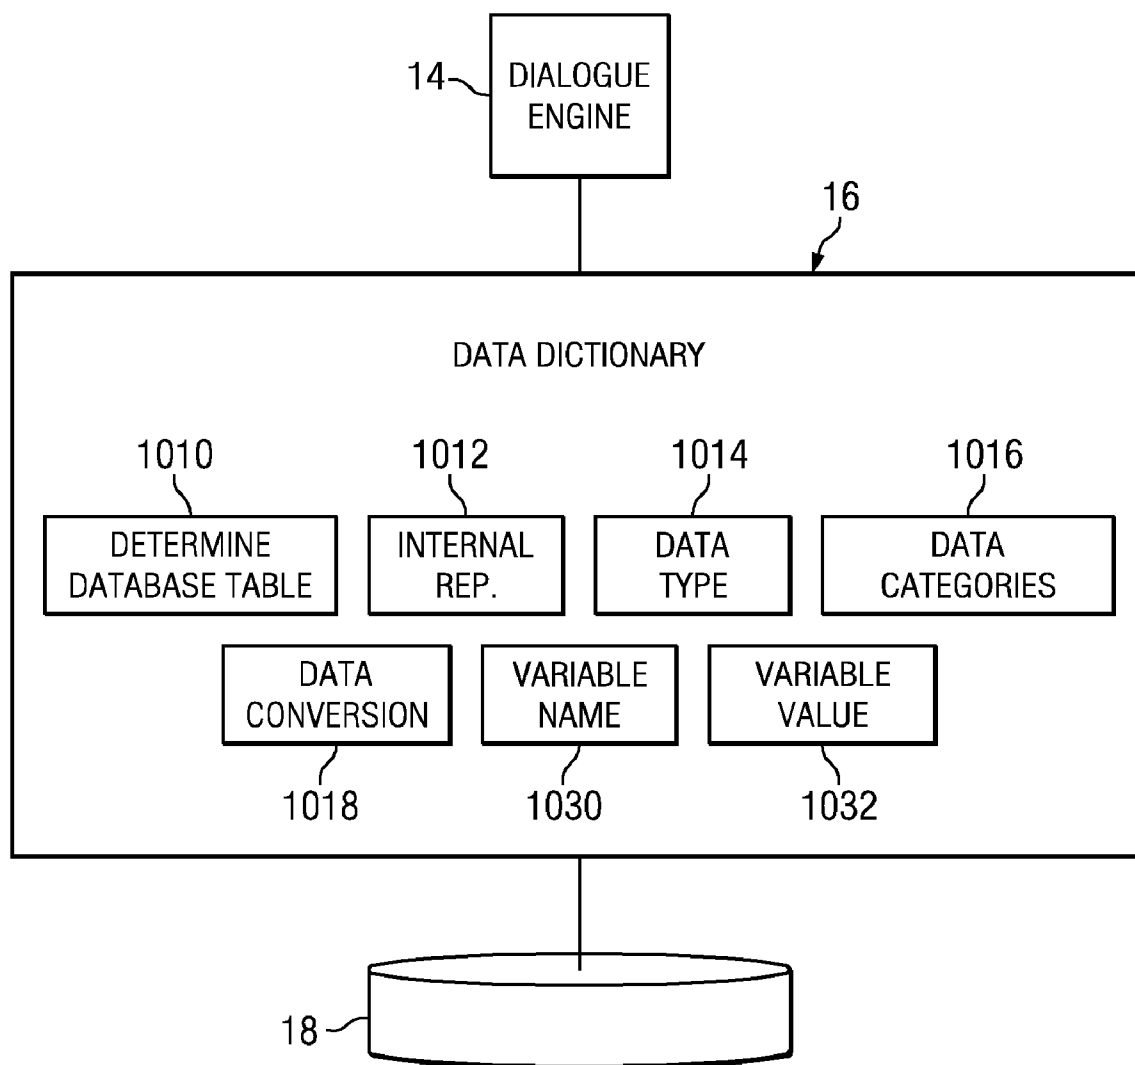 14
DIALOGUE
ENGINE
16
DATA DICTIONARY
1010
1012
1014
1016
DETERMINE
DATABASE TABLE
INTERNAL
REP.
DATA
TYPE
DATA
CATEGORIES
DATA
CONVERSION
VARIABLE
NAME
VARIABLE
VALUE
1018
1030
1032
18